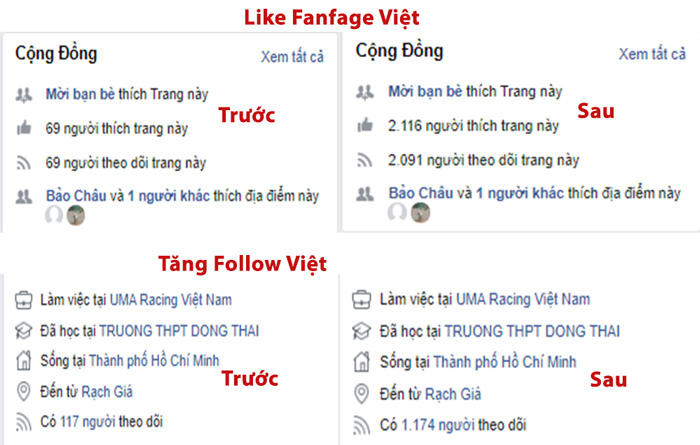 Like Fanfage Việt
Cộng Đồng
Xem tất cả
Mời bạn bè thích Trang này
Trước
69 người thích trang này
69 người theo dõi trang này
Bảo Châu và 1 người khác thích địa điểm này
Cộng Đồng
Xem tất cả
Mời bạn bè thích Trang này
Sau
2.116 người thích trang này
2.091 người theo dõi trang này
Bảo Châu và 1 người khác thích địa điểm này
Tăng Follow Việt
Làm việc tại UMA Racing Việt Nam
Đã học tại TRUONG THPT DONG THAI
Sống tại Thành phố Hồ Chí Minh
Trước
Đến từ Rạch Giá
Có 117 người theo dõi
Làm việc tại UMA Racing Việt Nam
Đã học tại TRUONG THPT DONG THAI
Sống tại Thành phố Hồ Chí Minh
Sau
Đến từ Rạch Giá
Có 1.174 người theo dõi